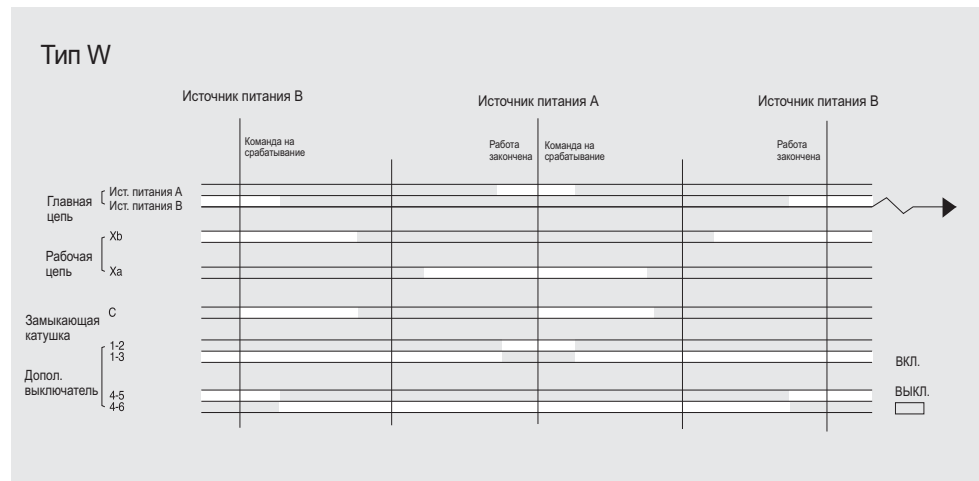 Тип W
Источник питания B
Источник питания A
Источник питания B
Команда на
срабатывание
Работа
закончена
Команда на
срабатывание
Работа
закончена
Главная
цепь
Ист. питания A
Ист. питания B
Рабочая
цепь
Xb
Xa
Замыкающая
катушка
C
Допол.
выключатель
1-2
1-3
4-5
4-6
ВКЛ.
ВЫКЛ.